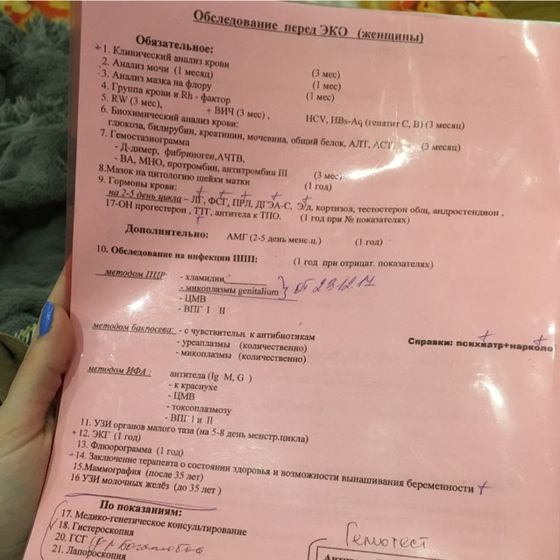 Обследование перед ЭКО (женщины)
Обязательное:
+1. Клинический анализ крови (3 мес)
2. Анализ мочи (1 месяц) (1 мес)
-3. Анализ мазка на флору (1 мес)
4. Группа крови и Rh - фактор
5. RW (3 мес), + ВИЧ (3 мес) , HCV, HBs-Aq (гепатит С, В) (3 месяц)
6. Биохимический анализ крови:
глюкоза, билирубин, креатинин, мочевина, общий белок, АЛТ, АСТ, (3 месяц)
7. Гемостазиограмма
- Д-димер, фибриноген, АЧТВ,
- ВА, МНО, протромбин, антитромбин III (3 мес)
8.Мазок на цитологию шейки матки (1 год)
9. Гормоны крови:
на 2-5 день цикла – ЛГ, ФСГ, ПРЛ, ДГЭА-С, Э/д, кортизол, тестостерон общ, андростендион ,
17-ОН прогестерон , ТТГ, антитела к ТПО. (1 год при № показателях)
Дополнительно: АМГ (2-5 день менс.ц.) (1 год)
10. Обследование на инфекции ППП: (1 год при отрицат. показателях)
методом ПЦР - хламидии
- микоплазмы genitalium } от 23.12.17
- ЦМВ
- ВПГ I II
методом бакпосева: - с чувствительн. к антибиотикам
- уреаплазмы (количественно)
- микоплазмы (количественно)
Справки: психиатр+нарколо
методом ИФА : антитела (Ig M, G )
- к краснухе
- ЦМВ
- токсоплазмозу
- ВПГ I и II
11. УЗИ органов малого таза (на 5-8 день менстр.цикла)
+12. ЭКГ (1 год)
13. Флюорограмма (1 год)
+14. Заключение терапевта о состоянии здоровья и возможности вынашивания беременности +
15.Маммография (после 35 лет)
16 УЗИ молочных желёз (до 35 лет )
По показаниям:
17. Медико-генетическое консультирование
18. Гистероскопия
20. ГСГ
21. Лапороскопия
Гемотест